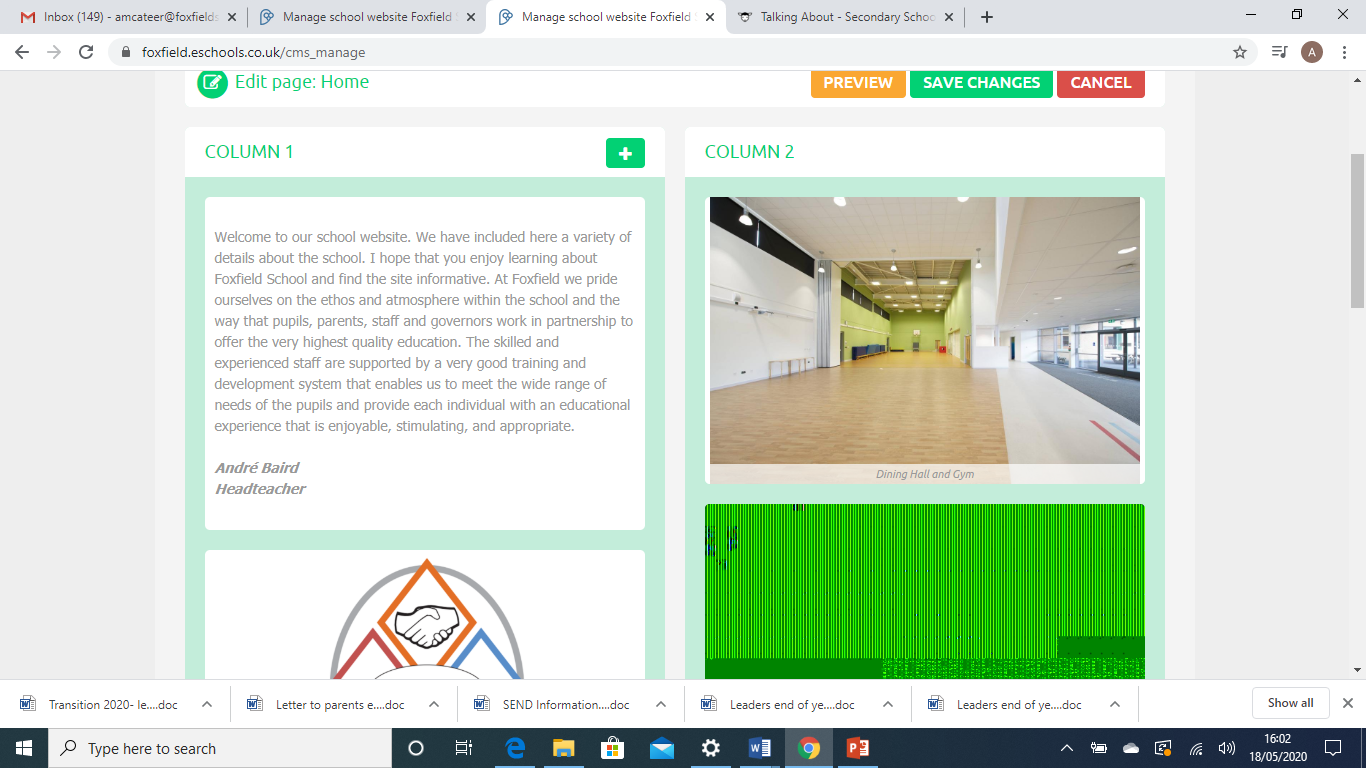 Inbox (149) - amcateer@foxfields
Manage school website Foxfield
Manage school website Foxfield
Talking About - Secondary Schoo
foxfield.eschools.co.uk/cms_manage
A
Edit page: Home
PREVIEW
SAVE CHANGES
CANCEL
COLUMN 1
COLUMN 2
Welcome to our school website. We have included here a variety of
details about the school. I hope that you enjoy learning about
Foxfield School and find the site informative. At Foxfield we pride
ourselves on the ethos and atmosphere within the school and the
way that pupils, parents, staff and governors work in partnership to
offer the very highest quality education. The skilled and
experienced staff are supported by a very good training and
development system that enables us to meet the wide range of
needs of the pupils and provide each individual with an educational
experience that is enjoyable, stimulating, and appropriate.
André Baird
Headteacher
Dining Hall and Gym
Transition 2020- le....doc
Letter to parents e....doc
SEND Information....doc
Leaders end of ye....doc
Leaders end of ye....doc
Show all
Type here to search
16:02
18/05/2020